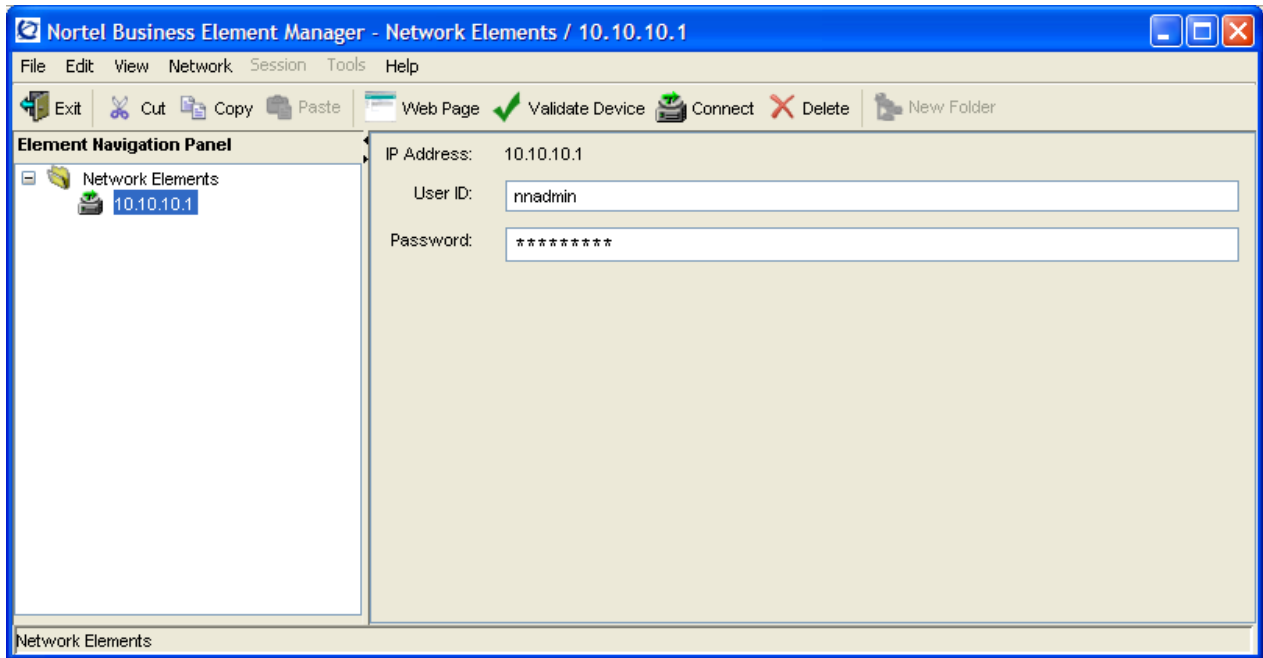 Nortel Business Element Manager - Network Elements / 10.10.10.1
File Edit View Network Session Tools Help
Exit Cut Copy Paste Web Page Validate Device Connect Delete New Folder
Element Navigation Panel
Network Elements
10.10.10.1
IP Address: 10.10.10.1
User ID: nnadmin
Password: *********
Network Elements